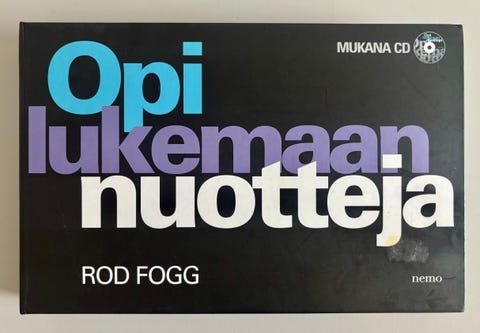 MUKANA CD
Opi
lukemaan
nuotteja
ROD FOGG
nemo